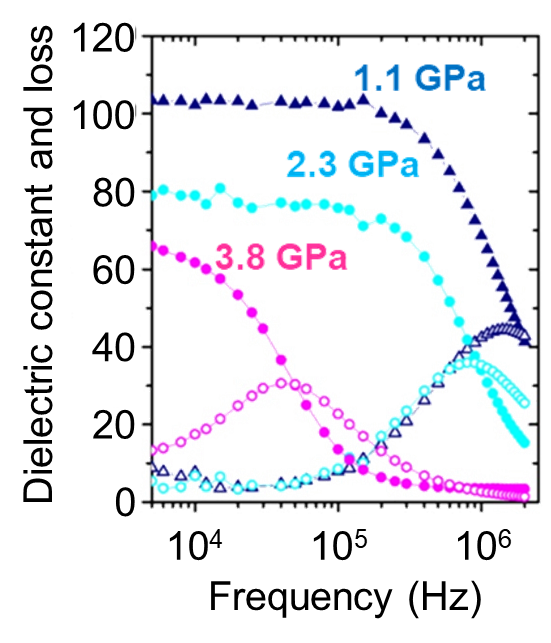 Dielectric constant and loss
120
100
80
60
40
20
0
1.1 GPa
2.3 GPa
3.8 GPa
10⁴
10⁵
10⁶
Frequency (Hz)